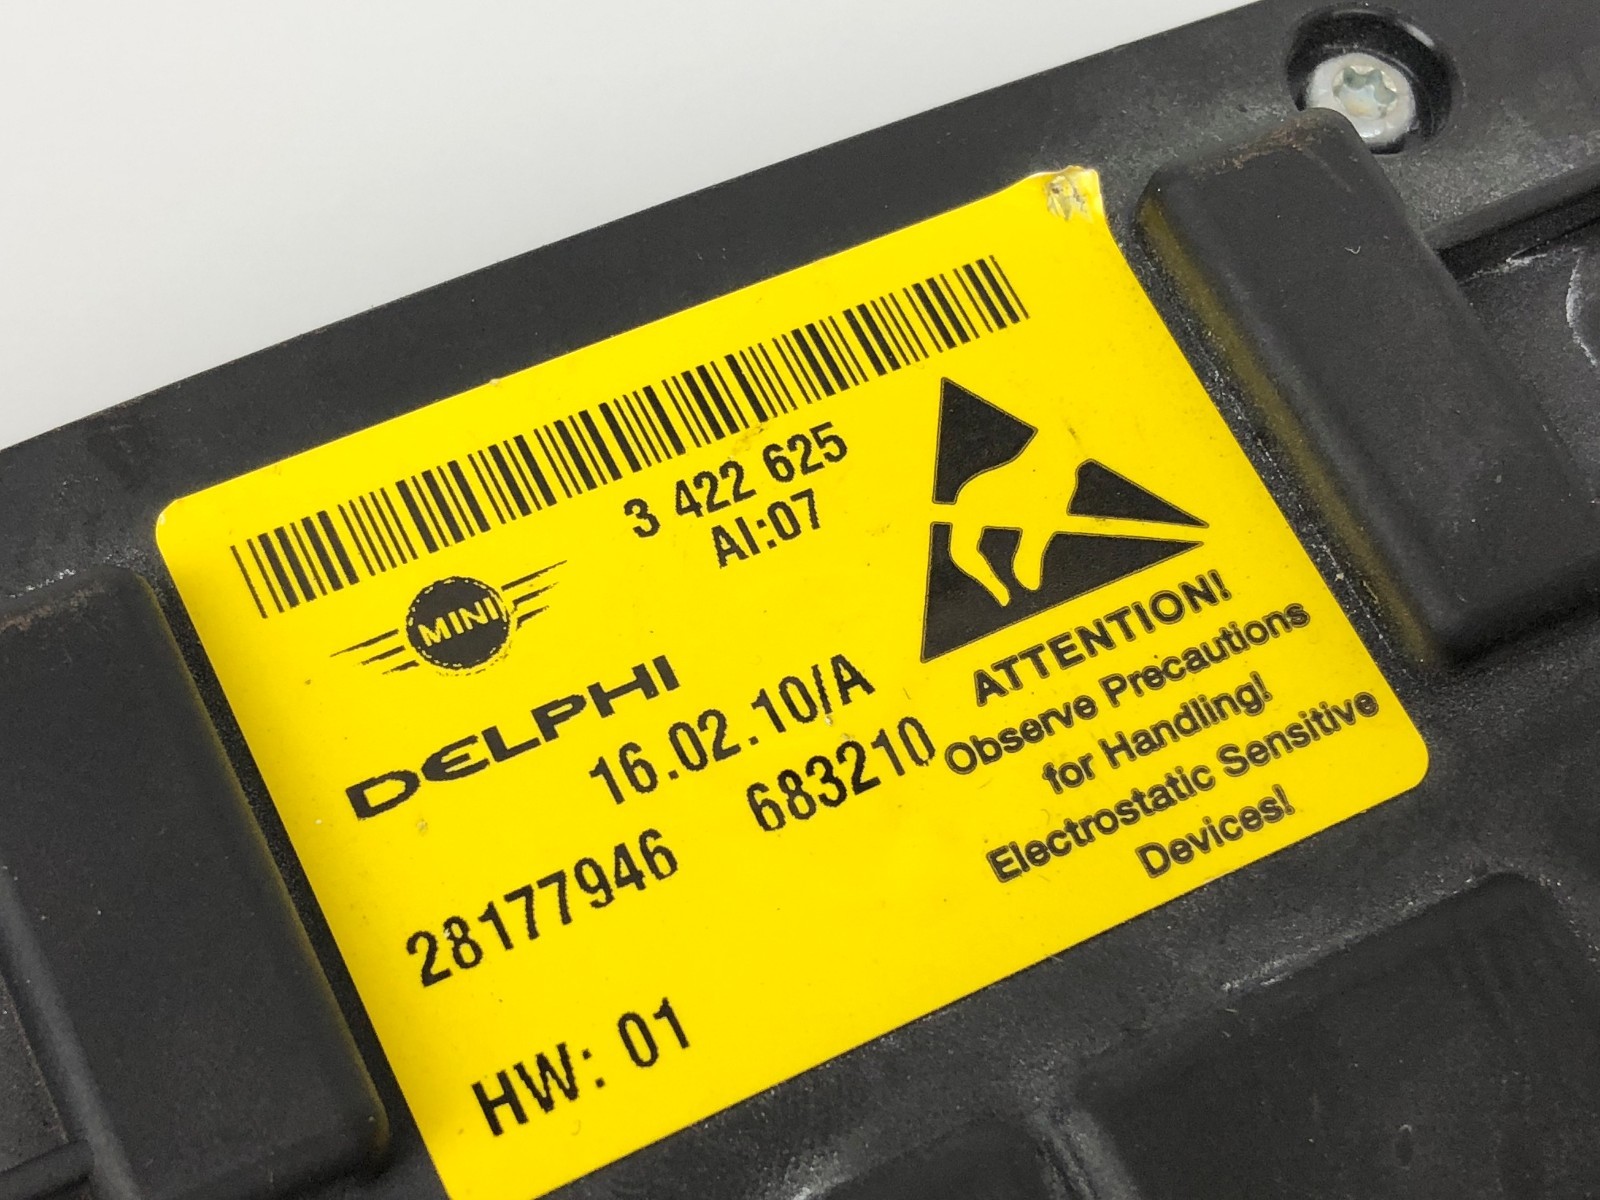 3 422 625
AI:07
MINI
DELPHI
16.02.10/A
28177946 683210
HW: 01
ATTENTION!
Observe Precautions
for Handling!
Electrostatic Sensitive
Devices!